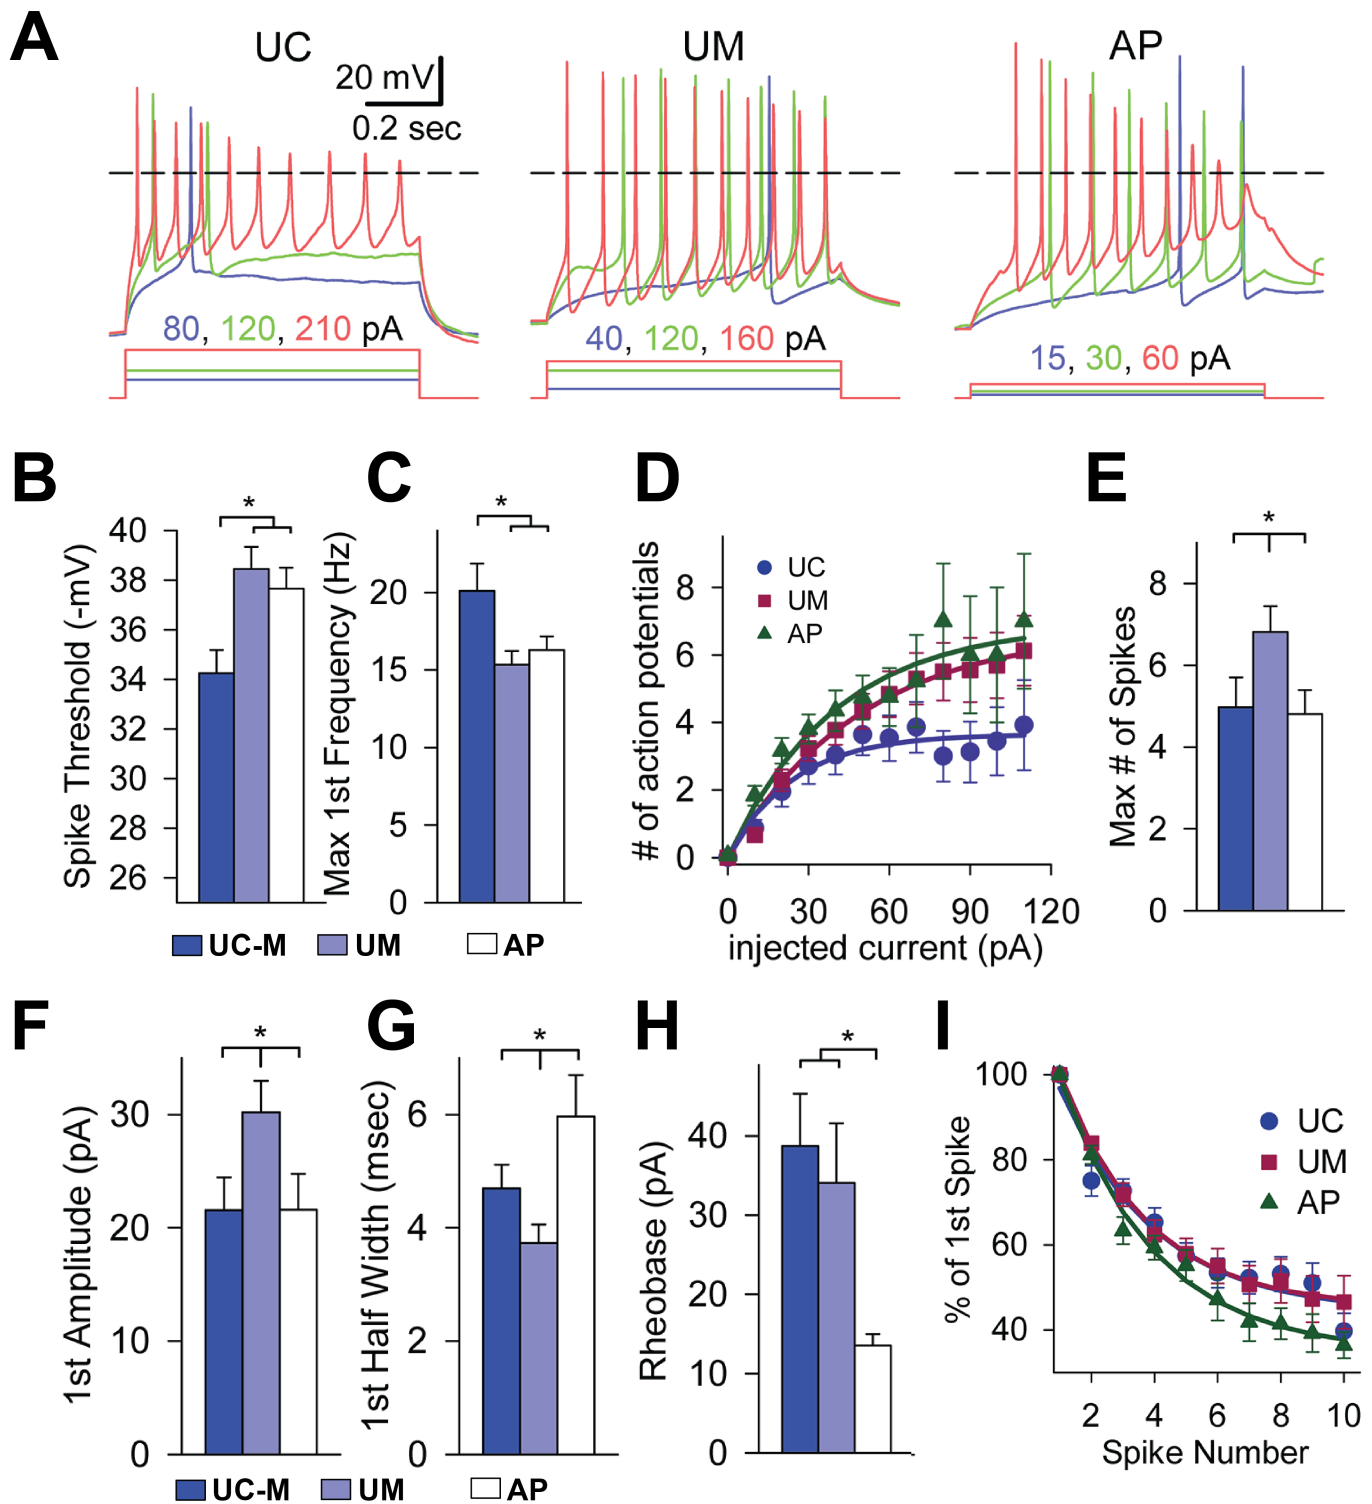 A
UC
UM
AP
20 mV
0.2 sec
80, 120, 210 pA
40, 120, 160 pA
15, 30, 60 pA
B
Spike Threshold (-mV)
40
38
36
34
32
30
28
26
*
C
Max 1st Frequency (Hz)
20
15
10
5
0
*
D
# of action potentials
8
6
4
2
0
UC
UM
AP
0 30 60 90 120
injected current (pA)
E
Max # of Spikes
8
6
4
2
0
*
UC-M UM AP
F
1st Amplitude (pA)
30
20
10
0
*
G
1st Half Width (msec)
6
4
2
0
*
H
Rheobase (pA)
40
30
20
10
0
*
I
% of 1st Spike
100
80
60
40
UC
UM
AP
2 4 6 8 10
Spike Number
UC-M UM AP